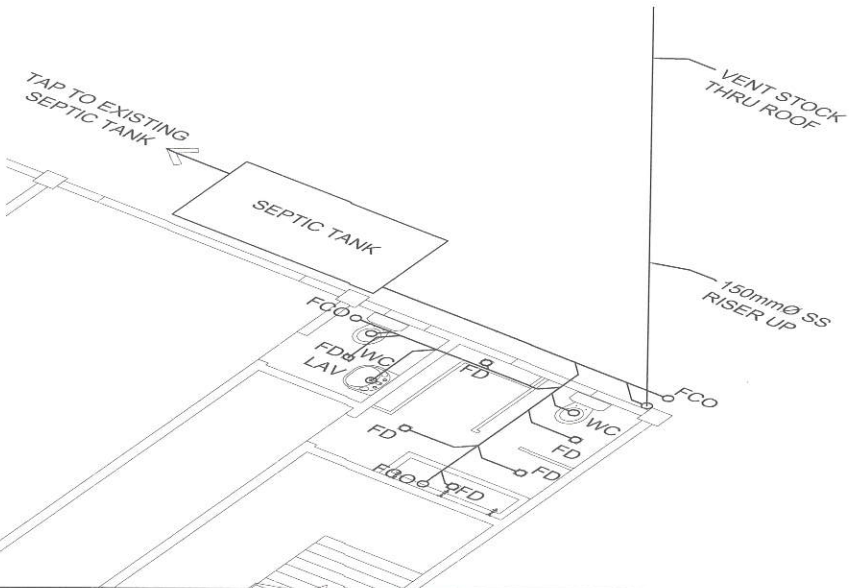 TAP TO EXISTING
SEPTIC TANK
VENT STOCK
THRU ROOF
SEPTIC TANK
150mmØ SS
RISER UP
FCO
FD
WC
LAV
FD
FCO
WC
FD
FD
FD
FCO
FD